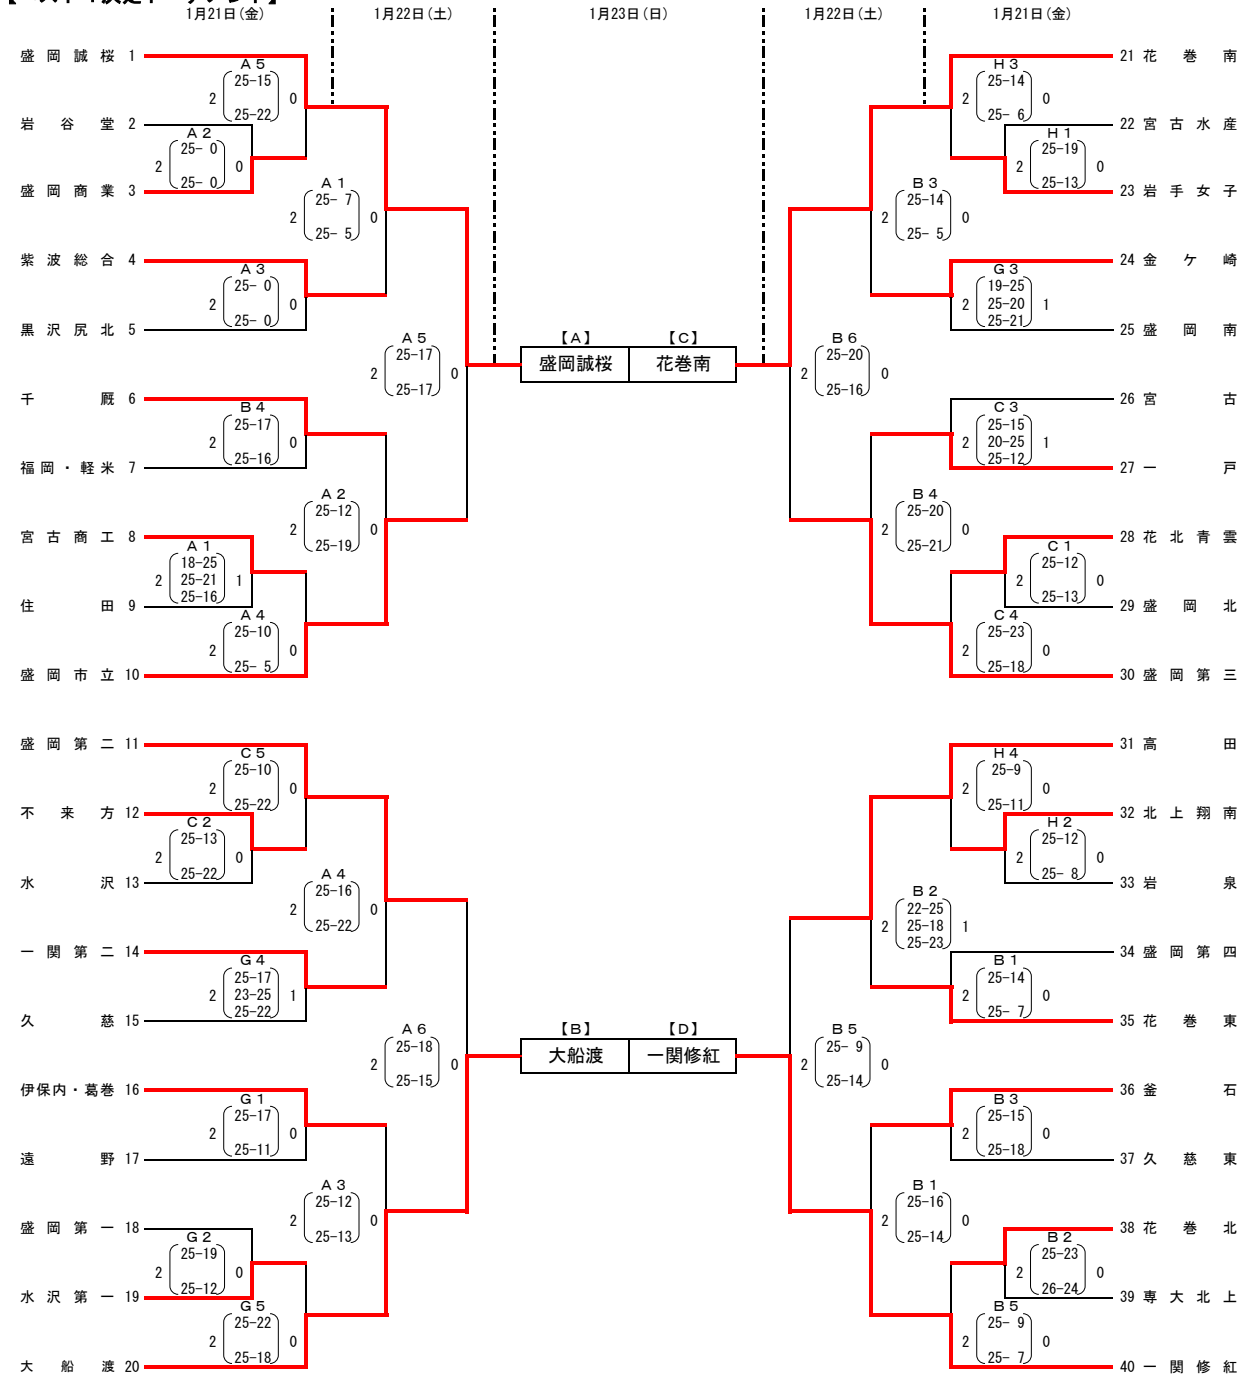 1月21日(金) 1月22日(土) 1月23日(日) 1月22日(土) 1月21日(金)
盛岡誠桜 1
A5
25-15
2 0
25-22
岩谷堂 2
A2
25- 0
2 0
25- 0
盛岡商業 3
A1
25- 7
2 0
25- 5
紫波総合 4
A3
25- 0
2 0
25- 0
黒沢尻北 5
A5
25-17
2 0
25-17
千厩 6
B4
25-17
2 0
25-16
福岡・軽米 7
A2
25-12
2 0
25-19
宮古商工 8
A1
18-25
2 25-21 1
25-16
住田 9
A4
25-10
2 0
25- 5
盛岡市立 10
【A】 【C】
盛岡誠桜 花巻南
21 花巻南
H3
25-14
2 0
25- 6
22 宮古水産
H1
25-19
2 0
25-13
23 岩手女子
B3
25-14
2 0
25- 5
24 金ケ崎
G3
19-25
2 25-20 1
25-21
25 盛岡南
B6
25-20
2 0
25-16
26 宮古
C3
25-15
2 20-25 1
25-12
27 一戸
B4
25-20
2 0
25-21
28 花北青雲
C1
25-12
2 0
25-13
29 盛岡北
C4
25-23
2 0
25-18
30 盛岡第三
盛岡第二 11
C5
25-10
2 0
25-22
不来方 12
C2
25-13
2 0
25-22
水沢 13
A4
25-16
2 0
25-22
一関第二 14
G4
25-17
2 23-25 1
25-22
久慈 15
A6
25-18
2 0
25-15
伊保内・葛巻 16
G1
25-17
2 0
25-11
遠野 17
A3
25-12
2 0
25-13
盛岡第一 18
G2
25-19
2 0
25-12
水沢第一 19
G5
25-22
2 0
25-18
大船渡 20
【B】 【D】
大船渡 一関修紅
31 高田
H4
25-9
2 0
25-11
32 北上翔南
H2
25-12
2 0
25- 8
33 岩泉
B2
22-25
2 25-18 1
25-23
34 盛岡第四
B1
25-14
2 0
25- 7
35 花巻東
B5
25- 9
2 0
25-14
36 釜石
B3
25-15
2 0
25-18
37 久慈東
B1
25-16
2 0
25-14
38 花巻北
B2
25-23
2 0
26-24
39 専大北上
B5
25- 9
2 0
25- 7
40 一関修紅